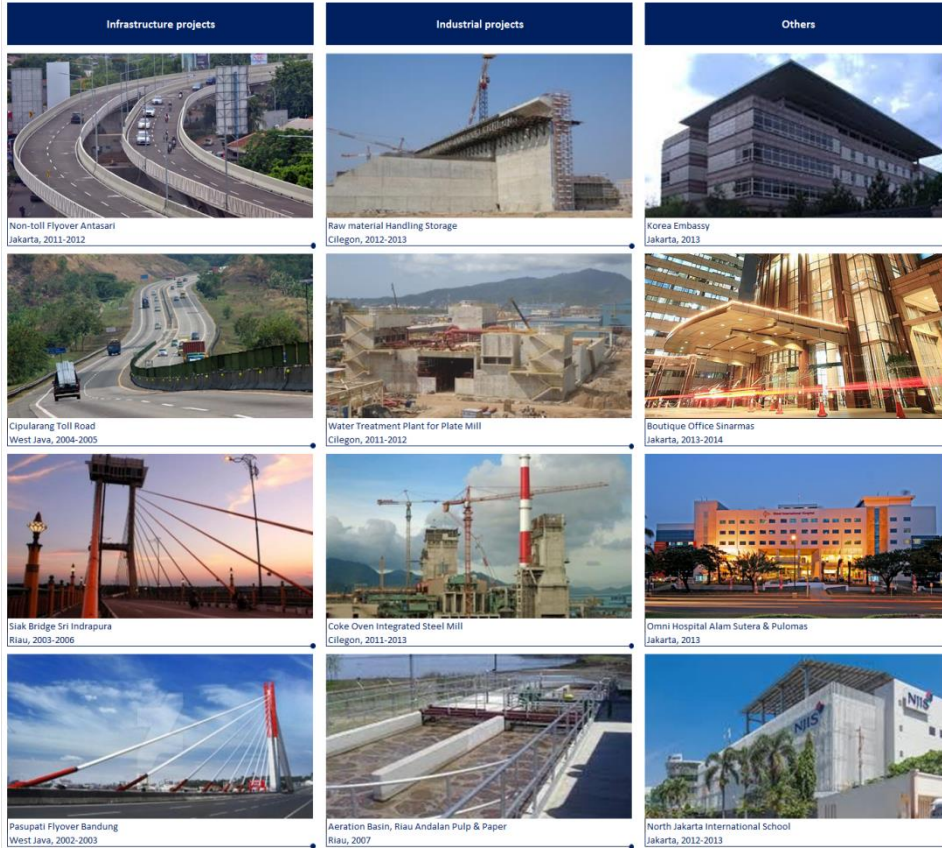 Infrastructure projects
Industrial projects
Others
Non-toll Flyover Antasari
Jakarta, 2011-2012
Raw material Handling Storage
Cilegon, 2012-2013
Korea Embassy
Jakarta, 2013
Cipularang Toll Road
West Java, 2004-2005
Water Treatment Plant for Plate Mill
Cilegon, 2011-2012
Boutique Office Sinarmas
Jakarta, 2013-2014
Siak Bridge Sri Indrapura
Riau, 2003-2006
Coke Oven Integrated Steel Mill
Cilegon, 2011-2013
Omni Hospital Alam Sutera & Pulomas
Jakarta, 2013
NJIS
NJIS
Pasupati Flyover Bandung
West Java, 2002-2003
Aeration Basin, Riau Andalan Pulp & Paper
Riau, 2007
North Jakarta International School
Jakarta, 2012-2013